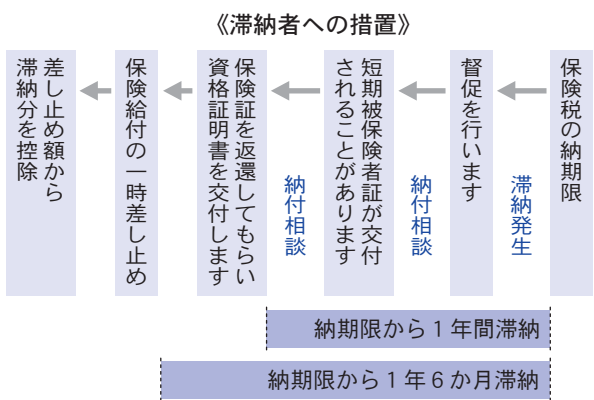 《滞納者への措置》
保険税の納期限
滞納発生
督促を行います
納付相談
短期被保険者証が交付
されることがあります
納付相談
保険証を返還してもらい
資格証明書を交付します
保険給付の一時差し止め
差し止め額から
滞納分を控除
納期限から1年間滞納
納期限から1年6か月滞納